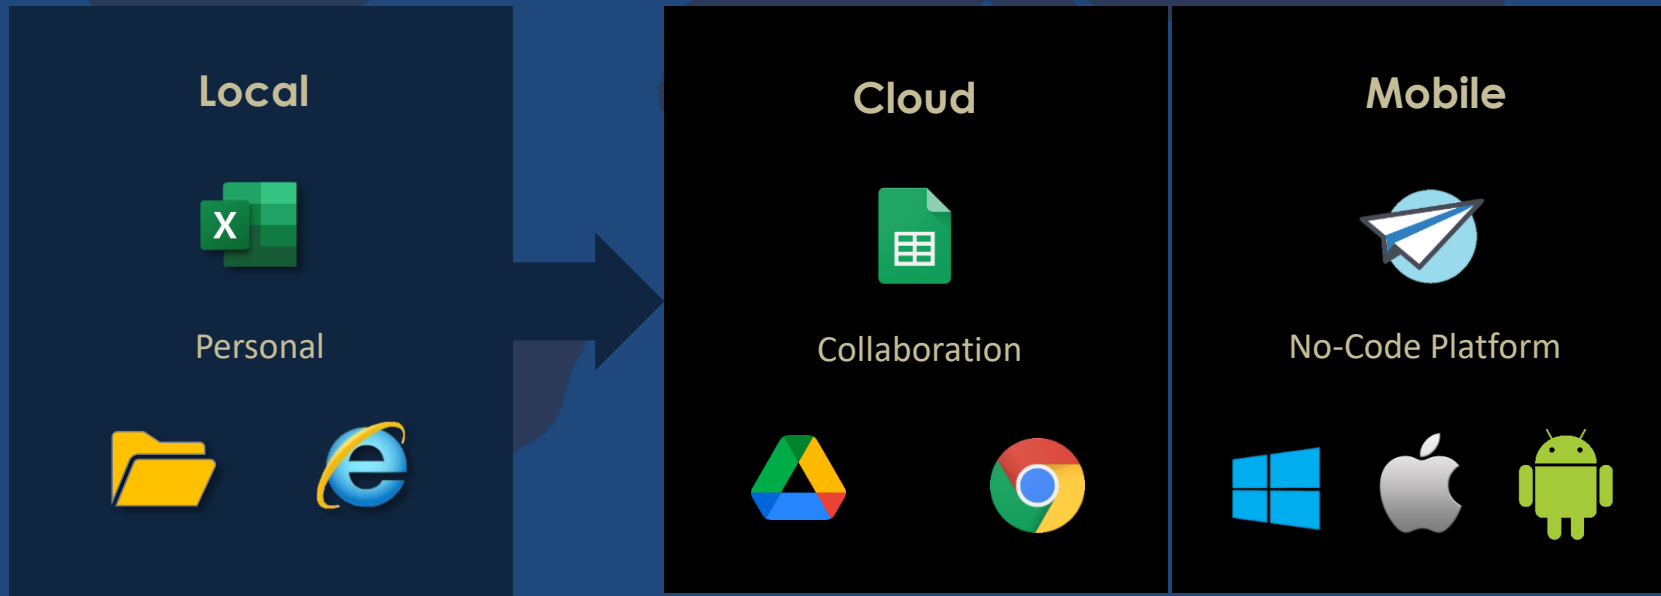 Local
X
Personal
Cloud
Collaboration
Mobile
No-Code Platform